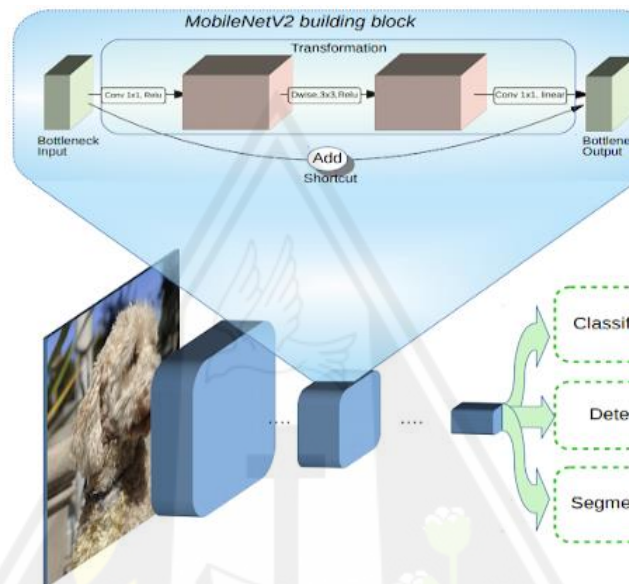 MobileNetV2 building block
Transformation
Conv 1x1, Relu
Dwise,3x3,Relu
Conv 1x1, linear
Bottleneck
Input
Bottlene
Output
Add
Shortcut
Classif
Dete
Segme